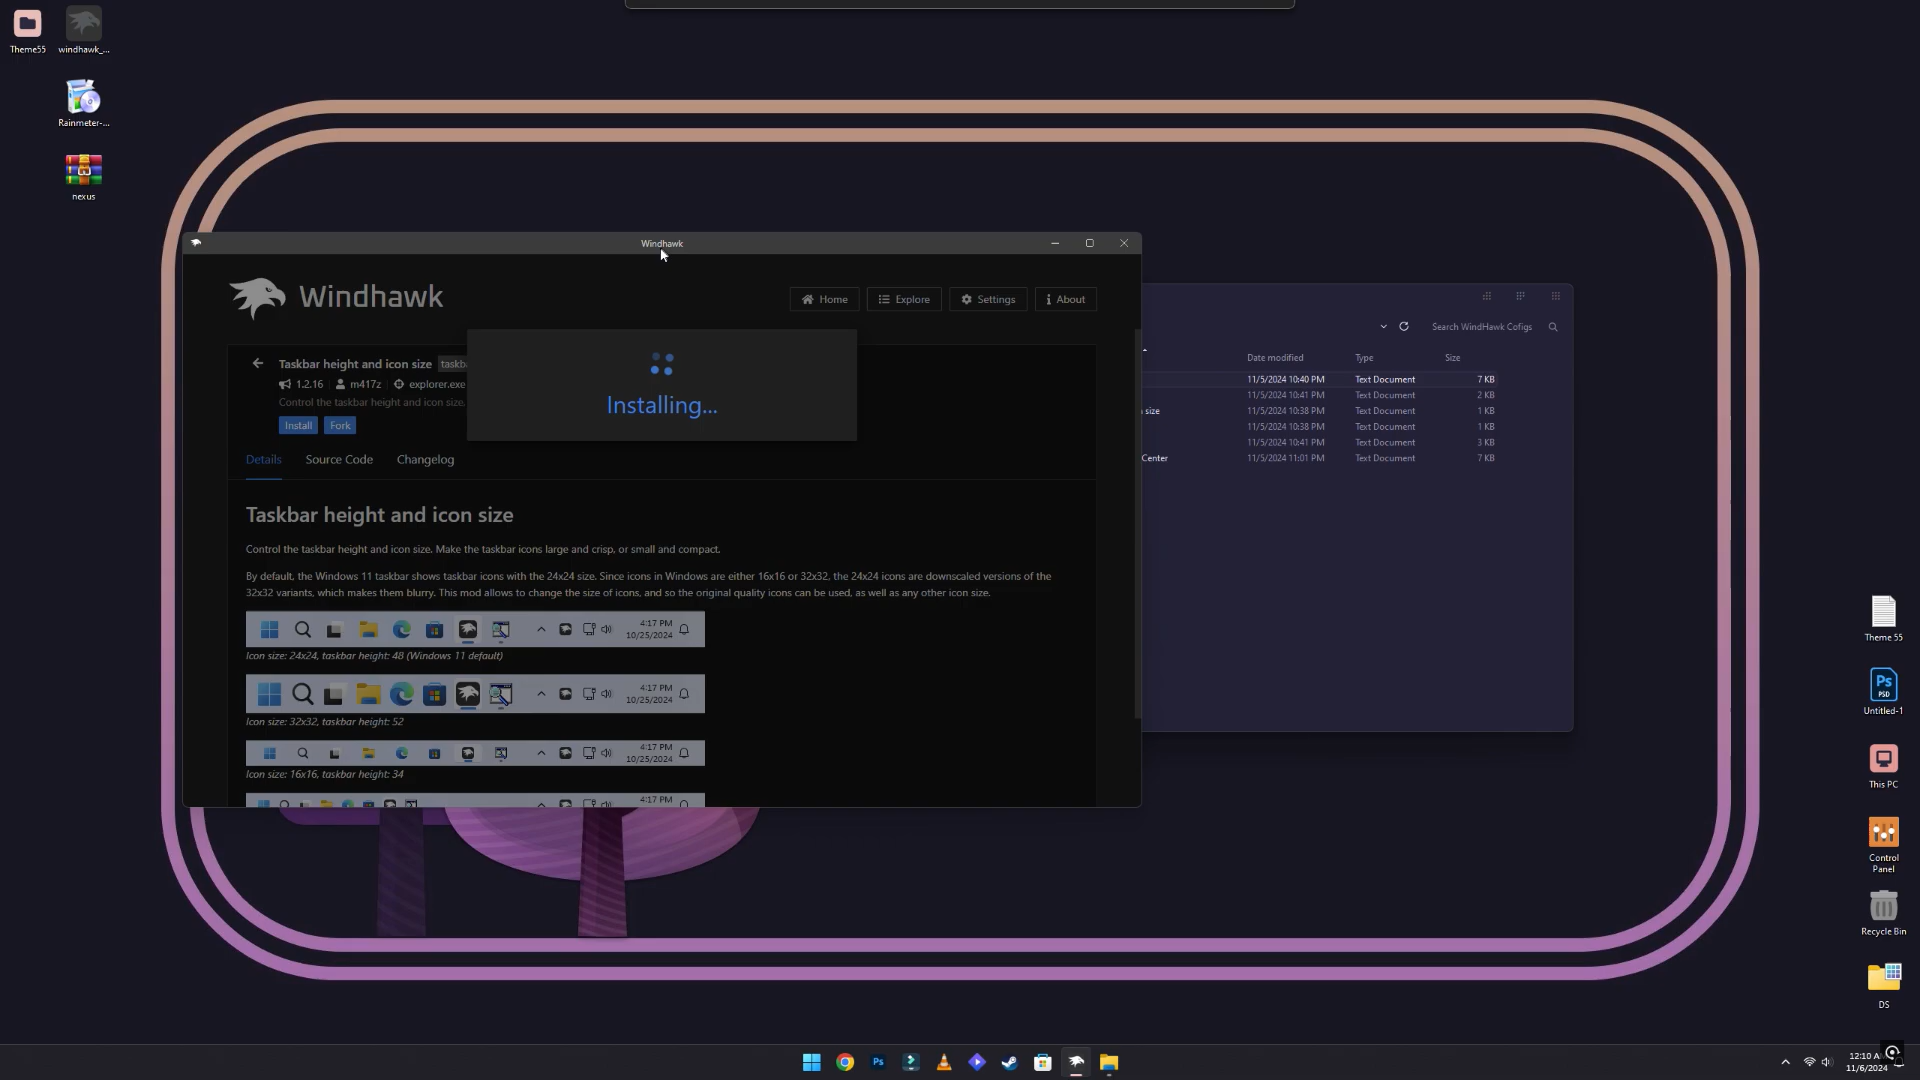 Theme55
windhawk_...
Rainmeter-...
nexus
Windhawk
Windhawk
Home
Explore
Settings
About
Taskbar height and icon size
1.2.16
m417z
explorer.exe
Control the taskbar height and icon size.
Install
Fork
Installing...
Details
Source Code
Changelog
Taskbar height and icon size
Control the taskbar height and icon size. Make the taskbar icons large and crisp, or small and compact.
By default, the Windows 11 taskbar shows taskbar icons with the 24x24 size. Since icons in Windows are either 16x16 or 32x32, the 24x24 icons are downscaled versions of the
32x32 variants, which makes them blurry. This mod allows to change the size of icons, and so the original quality icons can be used, as well as any other icon size.
4:17 PM
10/25/2024
Icon size: 24x24, taskbar height: 48 (Windows 11 default)
4:17 PM
10/25/2024
Icon size: 32x32, taskbar height: 52
4:17 PM
10/25/2024
Icon size: 16x16, taskbar height: 34
4:17 PM
Search WindHawk Cofigs
Date modified Type Size
11/5/2024 10:40 PM Text Document 7 KB
11/5/2024 10:41 PM Text Document 2 KB
size 11/5/2024 10:38 PM Text Document 1 KB
11/5/2024 10:38 PM Text Document 1 KB
11/5/2024 10:41 PM Text Document 3 KB
Center 11/5/2024 11:01 PM Text Document 7 KB
Theme 55
Ps
PSD
Untitled-1
This PC
Control
Panel
Recycle Bin
DS
Ps
12:10 A
11/6/2024